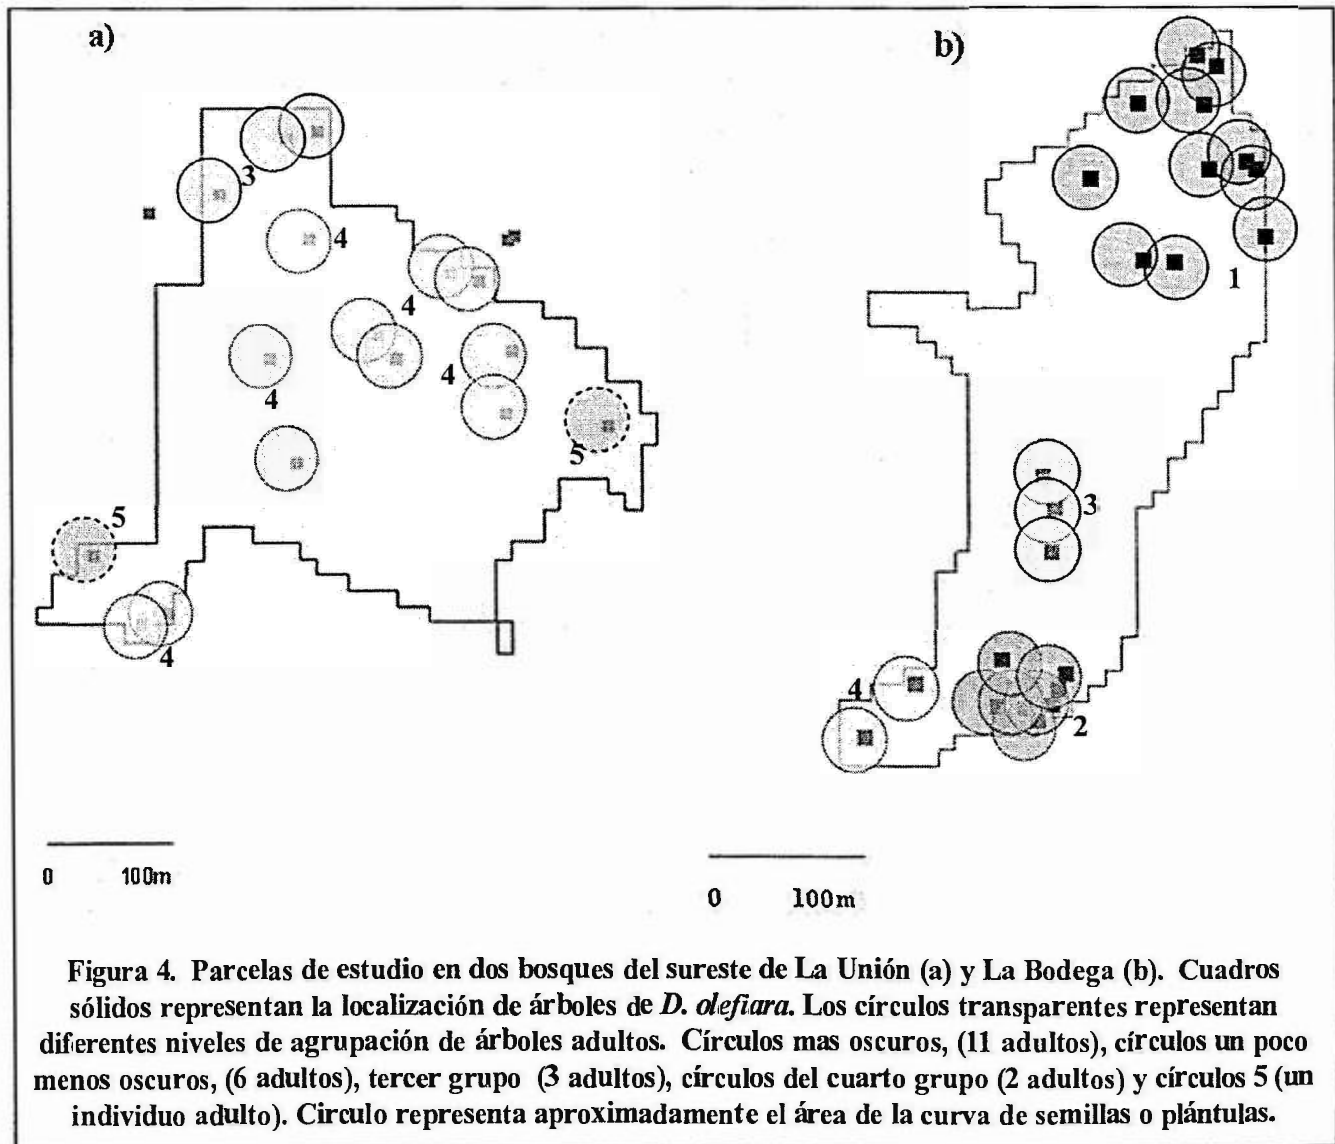 a)
b)
3
4
4
4
4
5
5
4
1
3
4
2
0 100m
0 100m
Figura 4. Parcelas de estudio en dos bosques del sureste de La Unión (a) y La Bodega (b). Cuadros
sólidos representan la localización de árboles de D. olefiara. Los círculos transparentes representan
diferentes niveles de agrupación de árboles adultos. Círculos mas oscuros, (11 adultos), círculos un poco
menos oscuros, (6 adultos), tercer grupo (3 adultos), círculos del cuarto grupo (2 adultos) y círculos 5 (un
individuo adulto). Circulo representa aproximadamente el área de la curva de semillas o plántulas.